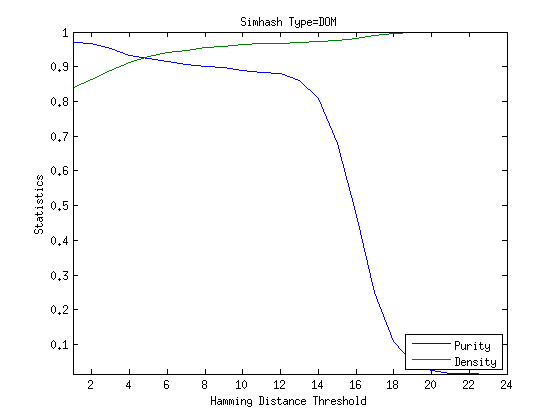 Simhash Type=DOM
1
0.9
0.8
0.7
0.6
0.5
0.4
0.3
0.2
0.1
Statistics
Purity
Density
2 4 6 8 10 12 14 16 18 20 22 24
Hamming Distance Threshold